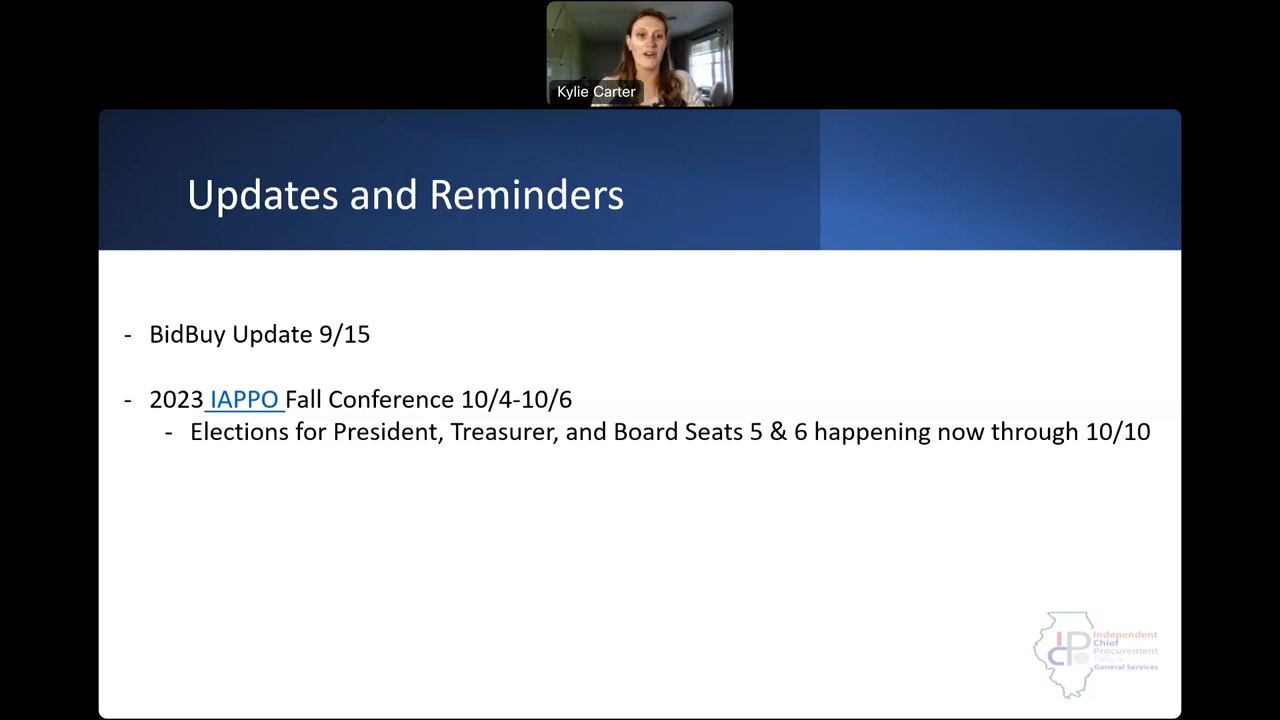 Kylie Carter
Updates and Reminders
- BidBuy Update 9/15
- 2023 IAPPO Fall Conference 10/4-10/6
- Elections for President, Treasurer, and Board Seats 5 & 6 happening now through 10/10
Independent
Chief
Procurement
Office
General Services